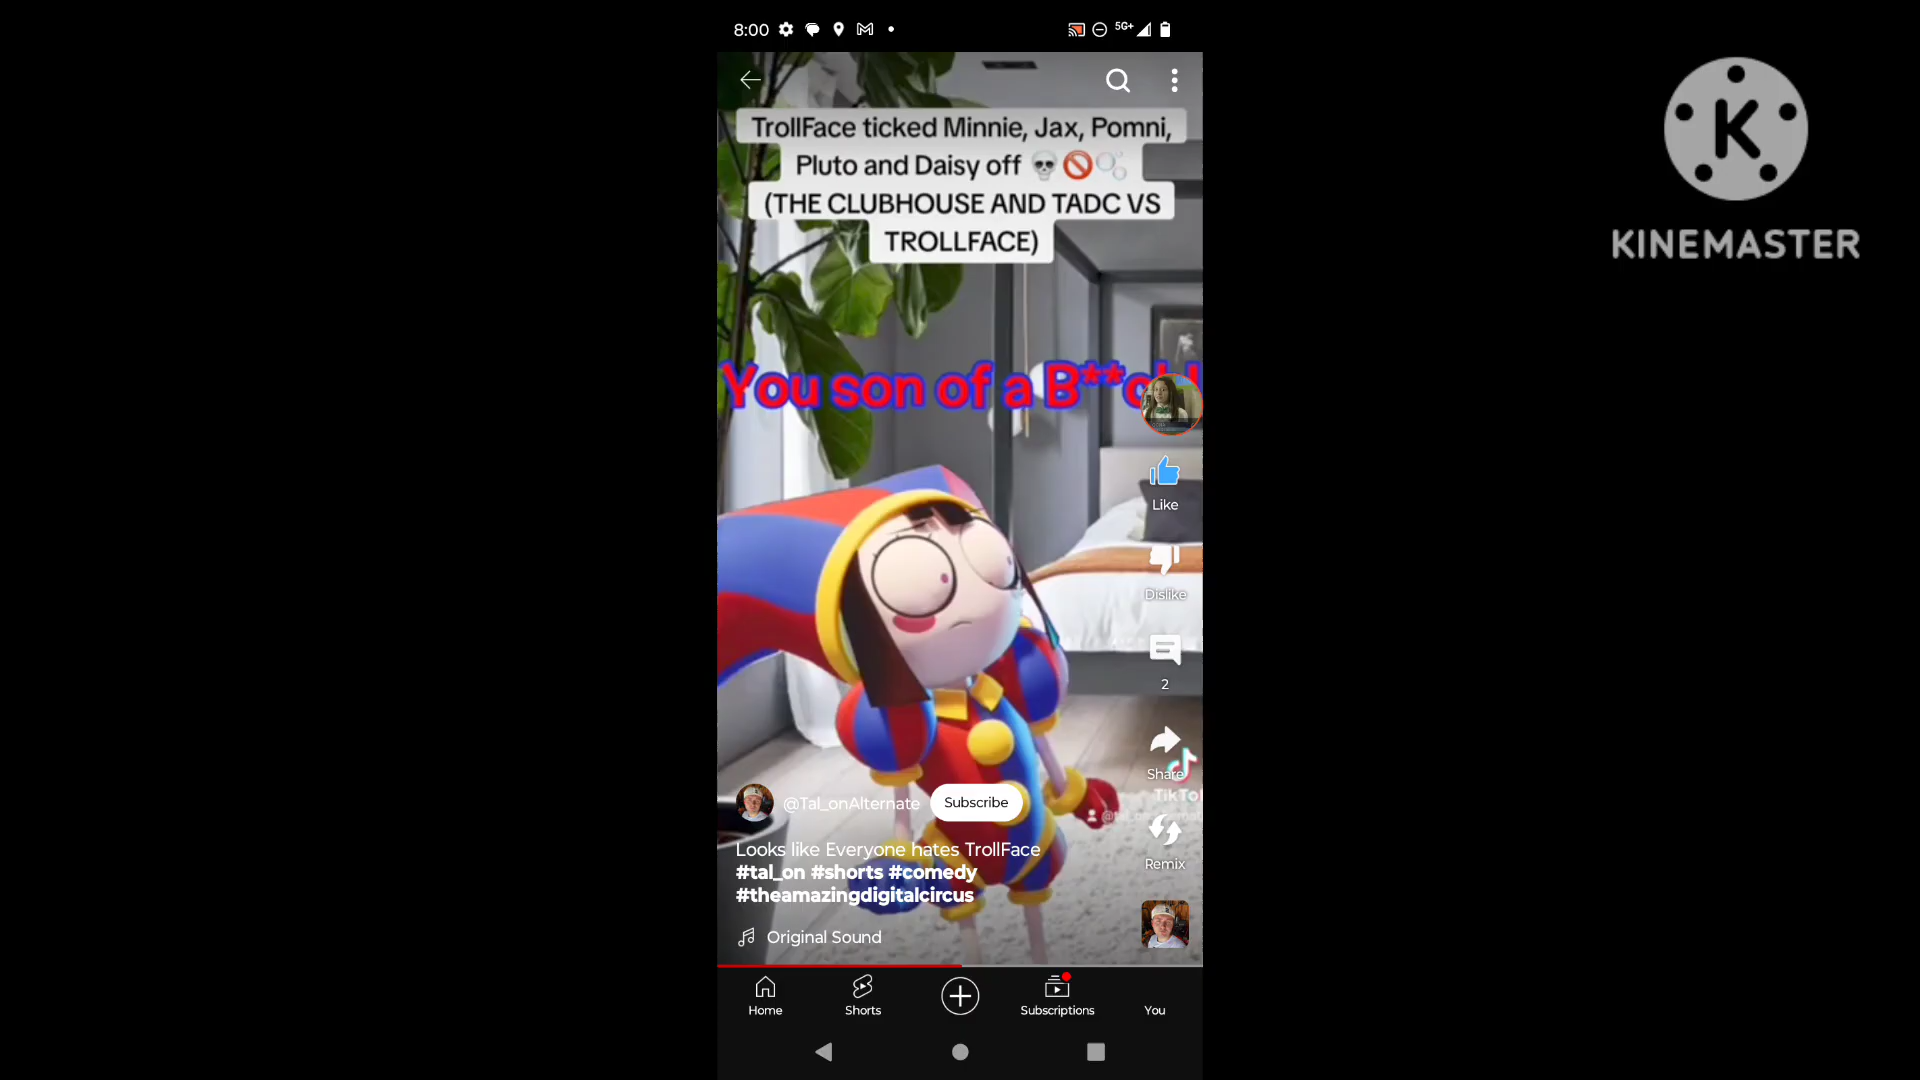 8:00
5G+
TrollFace ticked Minnie, Jax, Pomni,
Pluto and Daisy off 💀🚫🫧
(THE CLUBHOUSE AND TADC VS
TROLLFACE)
KINEMASTER
You son of a B**
Like
Dislike
2
Share
TikTo
@Tal_onAlternate
Subscribe
Remix
Looks like Everyone hates TrollFace
#tal_on #shorts #comedy
#theamazingdigitalcircus
Original Sound
Home
Shorts
Subscriptions
You